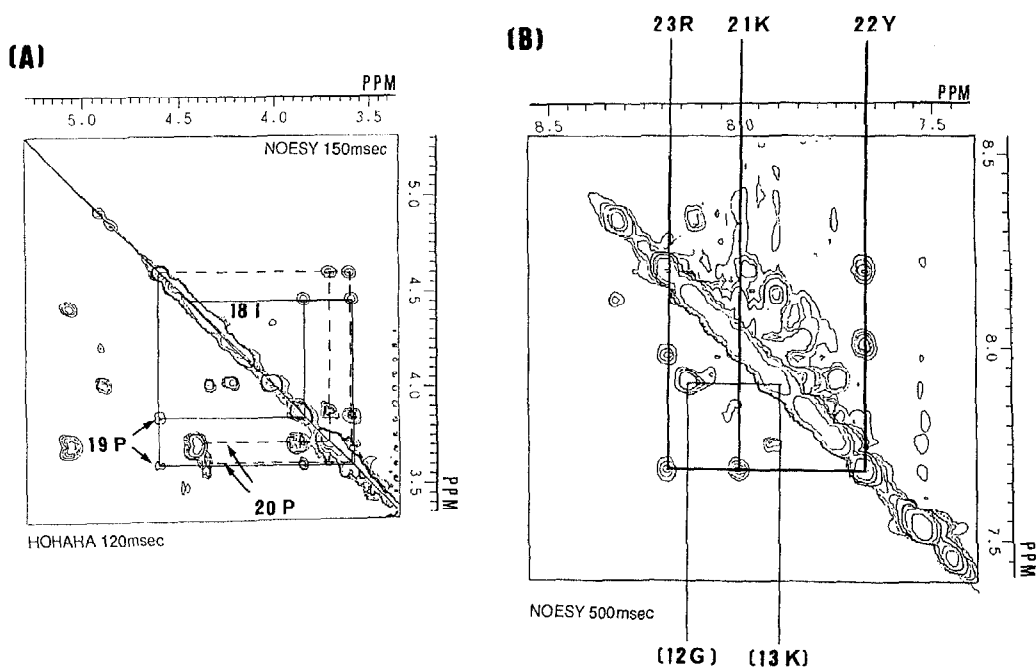 (A)
PPM
5.0 4.5 4.0 3.5
NOESY 150msec
5.0
4.5
4.0
3.5
PPM
18 I
19 P
20 P
HOHAHA 120msec
(B)
23R 21K 22Y
PPM
8.5 8.0 7.5
8.5
8.0
7.5
PPM
NOESY 500msec
(12G) (13K)